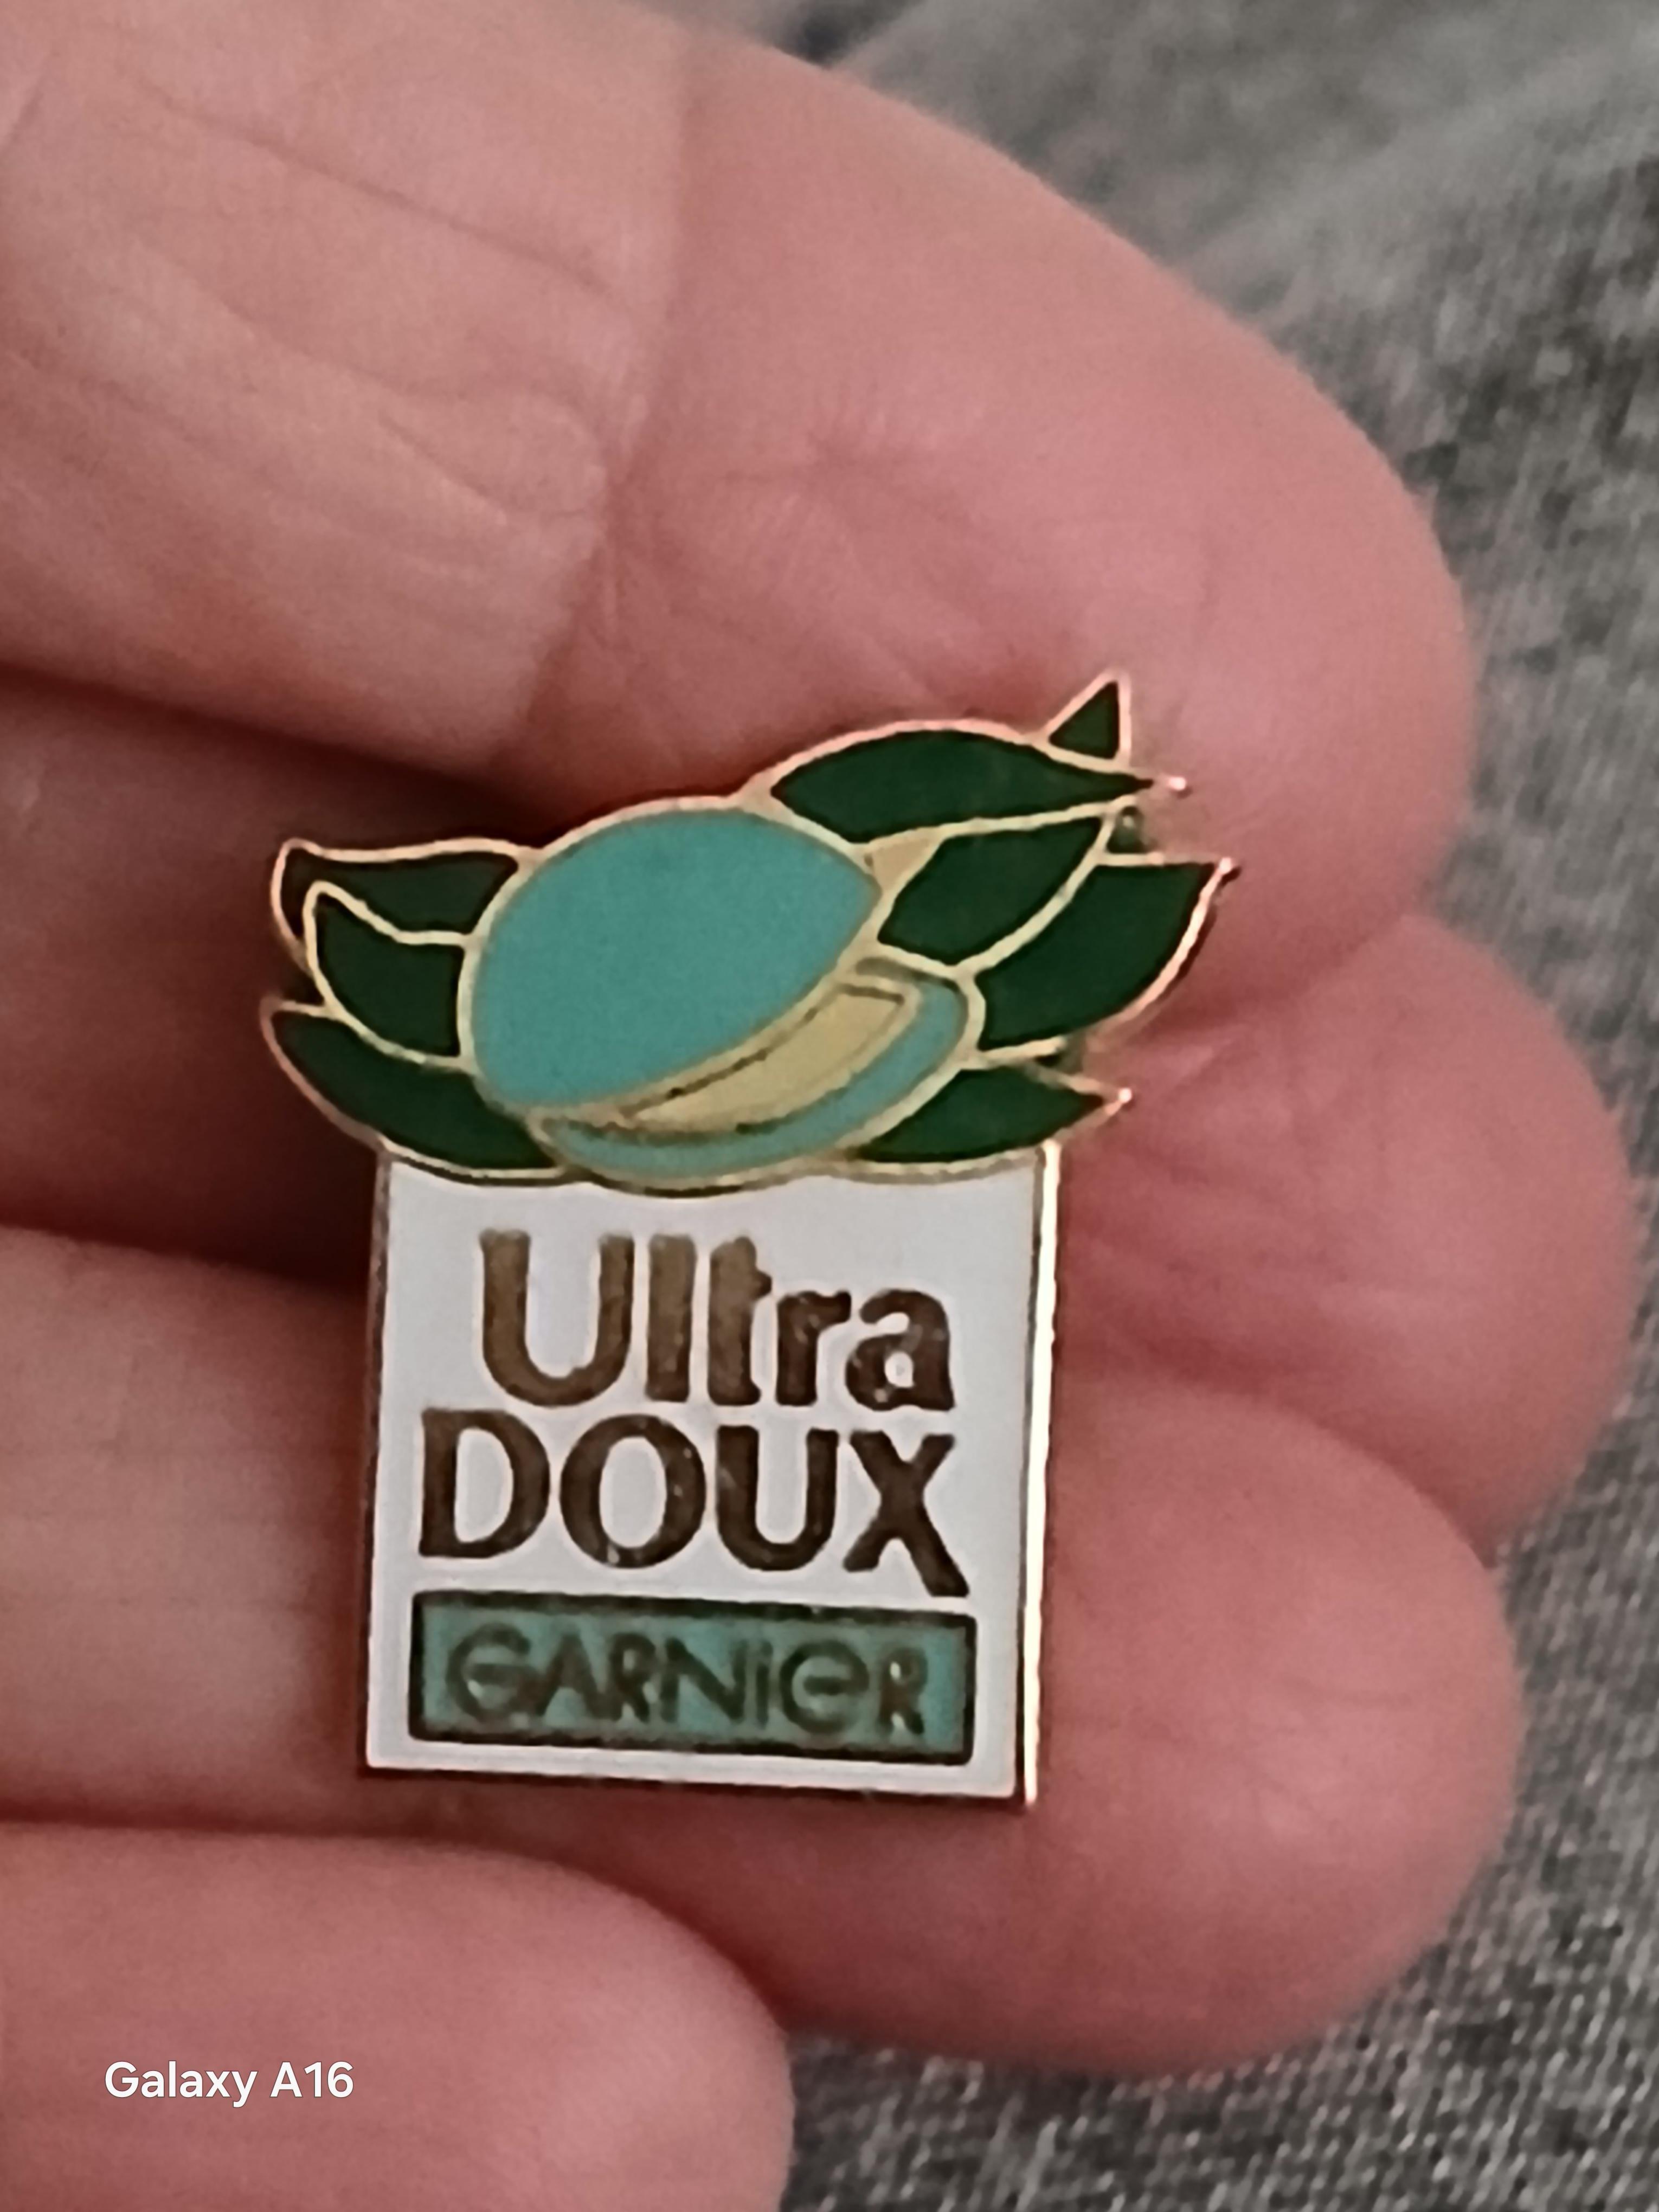 Ultra
DOUX
GARNiER
Galaxy A16